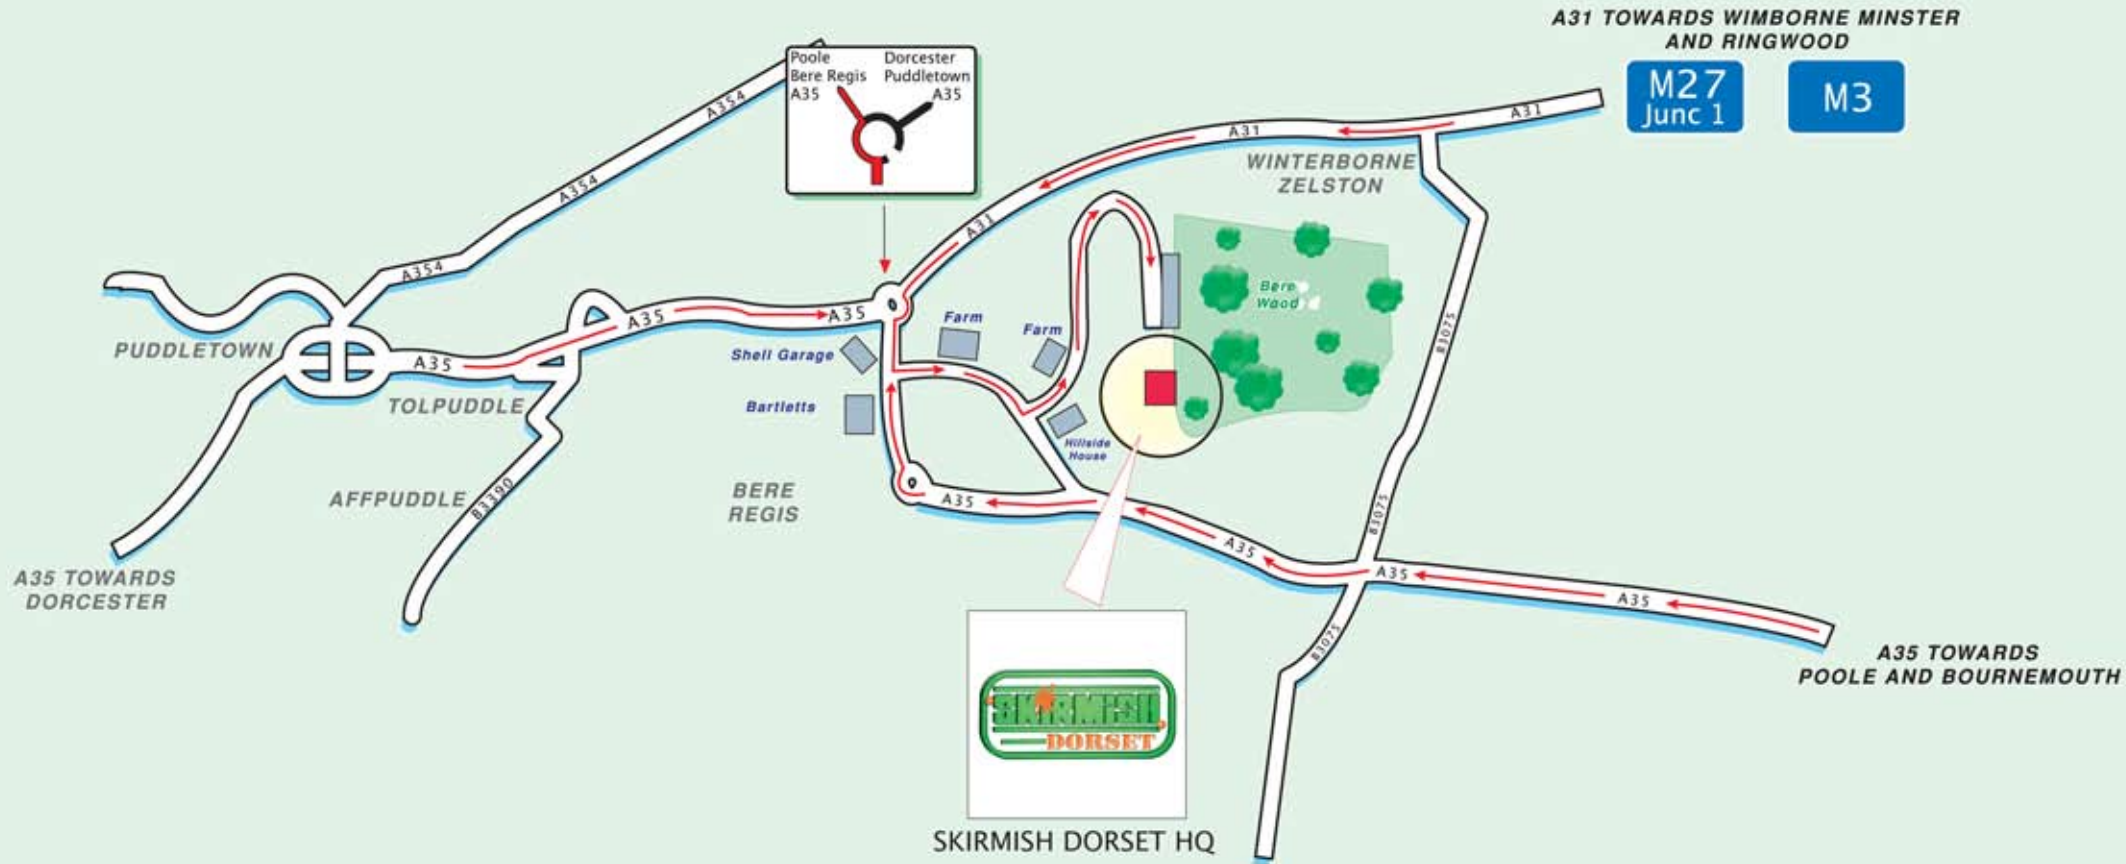 A31 TOWARDS WIMBORNE MINSTER
AND RINGWOOD
M27
Junc 1
M3
Poole
Bere Regis
A35
Dorcester
Puddletown
A35
A354
A354
A354
A31
A31
A31
WINTERBORNE
ZELSTON
Bere
Wood
B3075
B3075
B3075
PUDDLETOWN
A35
A35
A35
TOLPUDDLE
Shell Garage
Farm
Farm
Bartletts
Hillside
House
AFFPUDDLE
B3390
BERE
REGIS
A35
A35
A35
A35
A35 TOWARDS
DORCESTER
A35 TOWARDS
POOLE AND BOURNEMOUTH
SKIRMISH
DORSET
SKIRMISH DORSET HQ